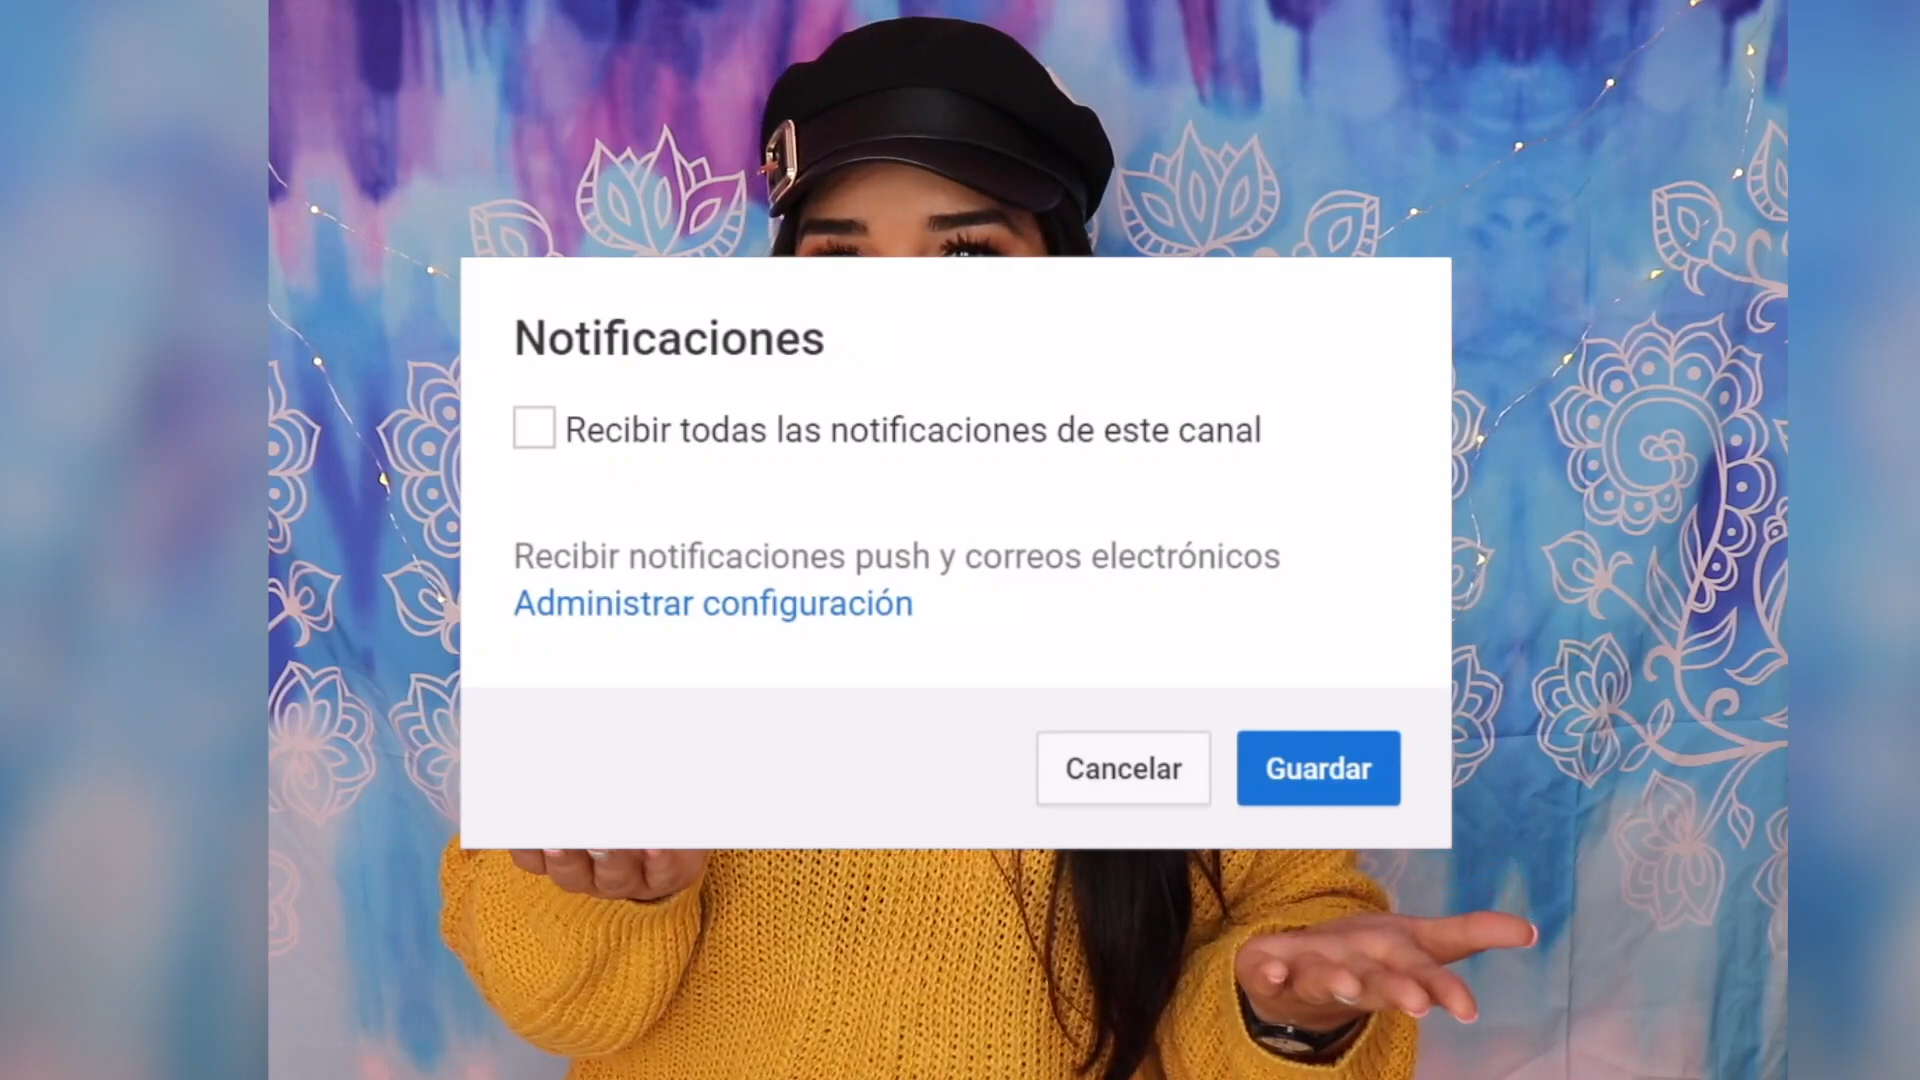 Notificaciones
Recibir todas las notificaciones de este canal
Recibir notificaciones push y correos electrónicos
Administrar configuración
Cancelar
Guardar